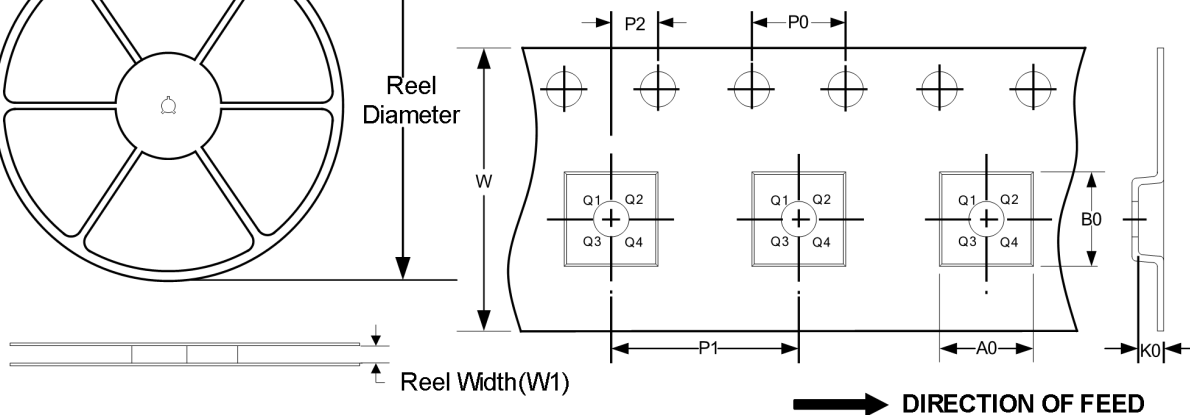 P2
P0
Reel
Diameter
W
Q1 Q2
Q3 Q4
Q1 Q2
Q3 Q4
Q1 Q2
Q3 Q4
B0
P1
A0
K0
Reel Width(W1)
DIRECTION OF FEED